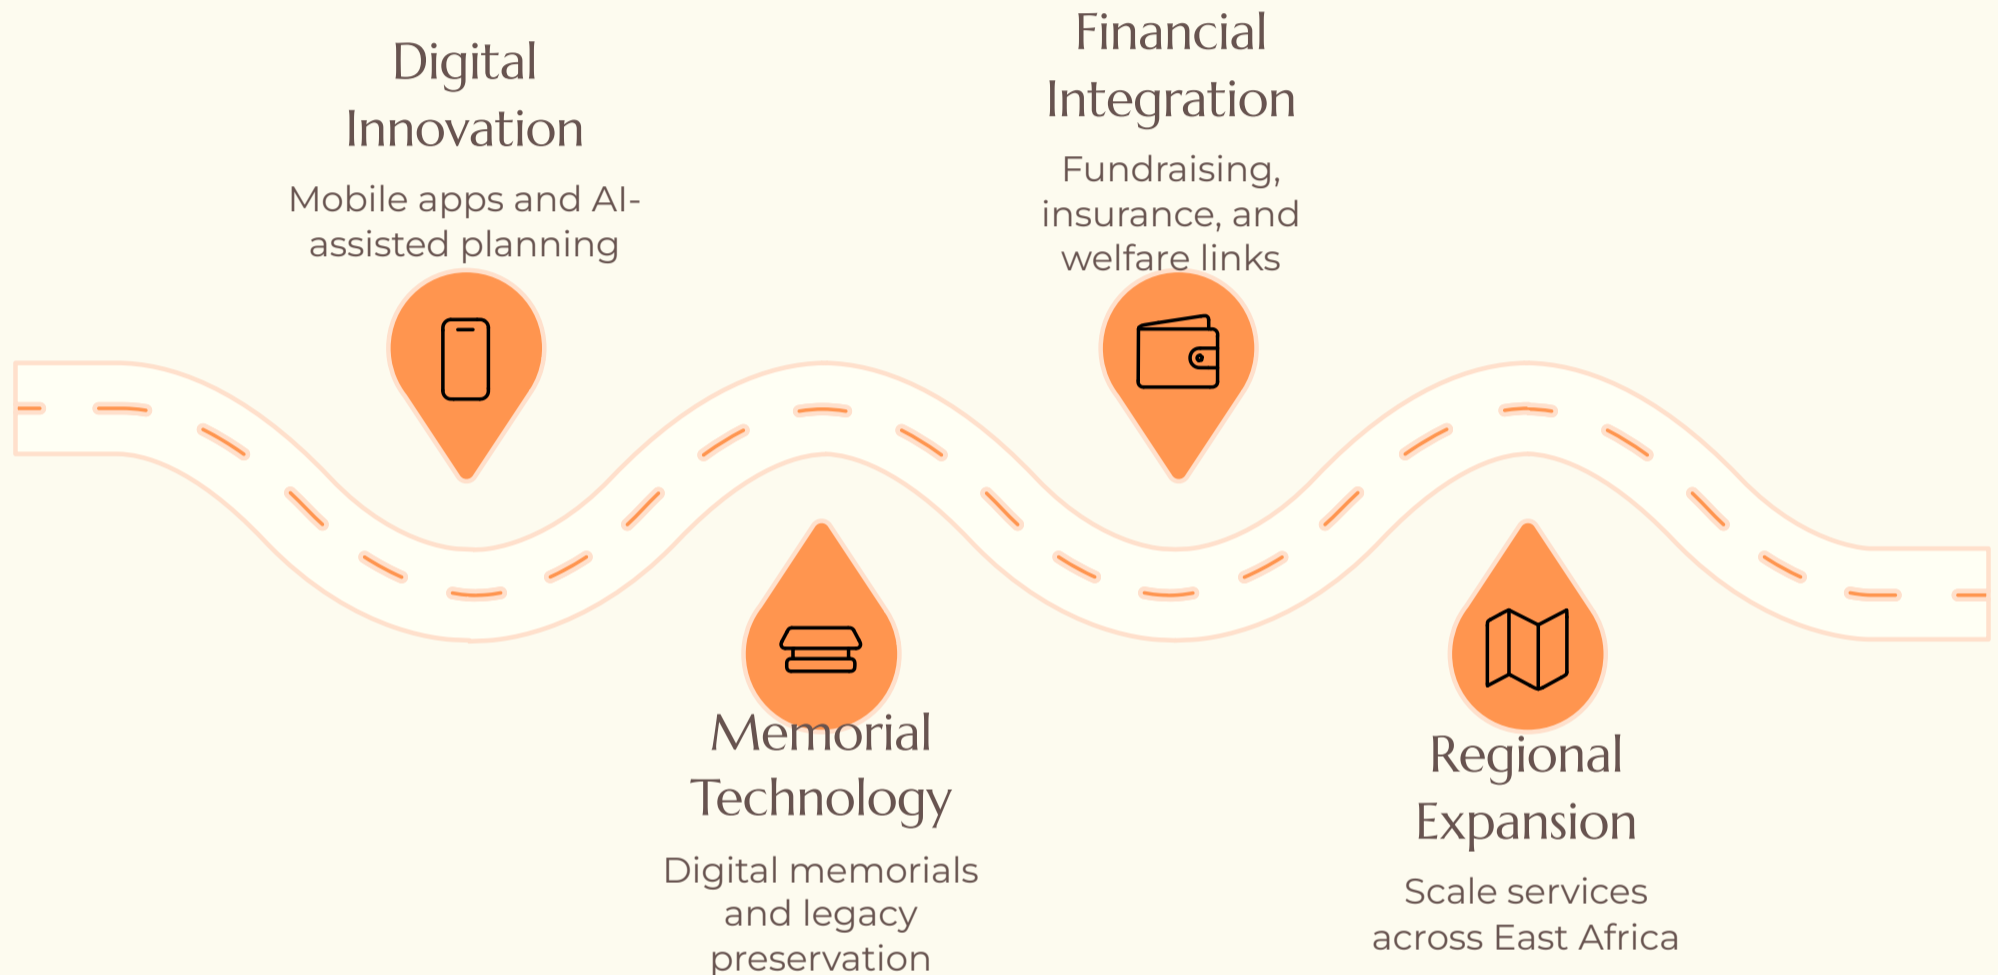 Digital
Innovation
Mobile apps and AI-
assisted planning
Memorial
Technology
Digital memorials
and legacy
preservation
Financial
Integration
Fundraising,
insurance, and
welfare links
Regional
Expansion
Scale services
across East Africa